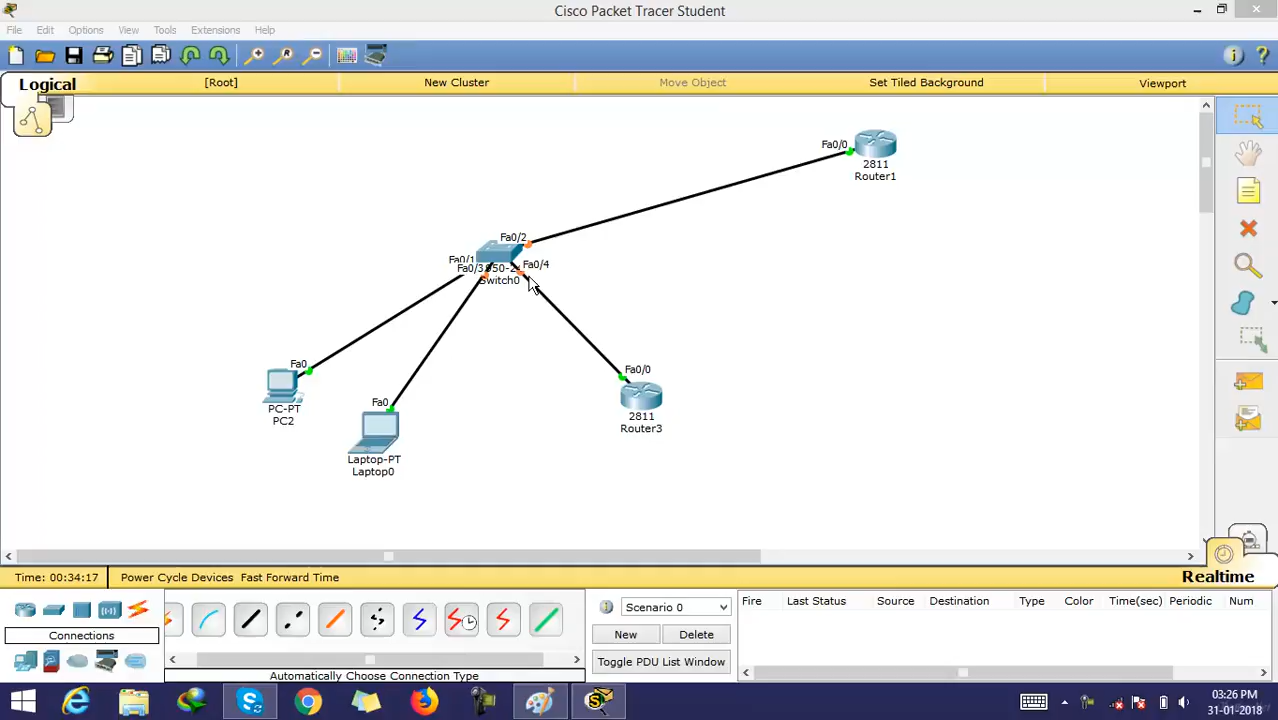 Cisco Packet Tracer Student
File Edit Options View Tools Extensions Help
Logical [Root] New Cluster Move Object Set Tiled Background Viewport
Fa0/0
2811
Router1
Fa0/2
Fa0/1
Fa0/4
Fa0/3
Switch0
Fa0
PC-PT
PC2
Fa0
Laptop-PT
Laptop0
Fa0/0
2811
Router3
Time: 00:34:17 Power Cycle Devices Fast Forward Time Realtime
Scenario 0
Fire Last Status Source Destination Type Color Time(sec) Periodic Num
New Delete
Connections
Toggle PDU List Window
Automatically Choose Connection Type
03:26 PM
31-01-2018